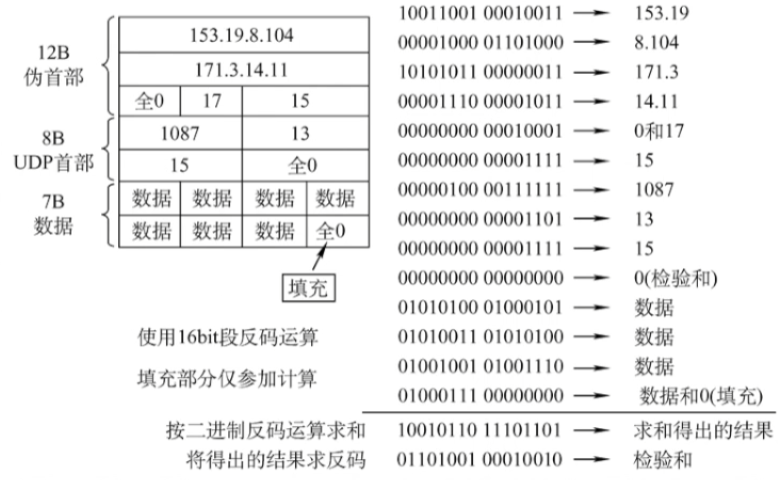 12B
伪首部
153.19.8.104
171.3.14.11
全0 17 15
8B
UDP首部
1087 13
15 全0
7B
数据
数据 数据 数据 数据
数据 数据 数据 全0
填充
使用16bit段反码运算
填充部分仅参加计算
10011001 00010011 → 153.19
00001000 01101000 → 8.104
10101011 00000011 → 171.3
00001110 00001011 → 14.11
00000000 00010001 → 0和17
00000000 00001111 → 15
00000100 00111111 → 1087
00000000 00001101 → 13
00000000 00001111 → 15
00000000 00000000 → 0(检验和)
01010100 01000101 → 数据
01010011 01010100 → 数据
01001001 01001110 → 数据
01000111 00000000 → 数据和0(填充)
按二进制反码运算求和 10010110 11101101 → 求和得出的结果
将得出的结果求反码 01101001 00010010 → 检验和